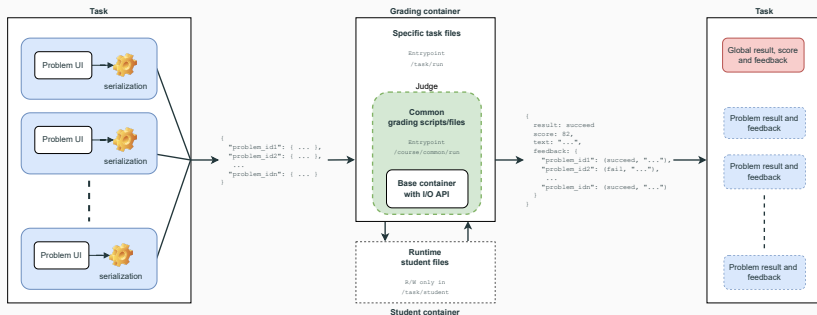 Task
Problem UI
serialization
Problem UI
serialization
Problem UI
serialization
{
"problem_id1": { ... },
"problem_id2": { ... },
...
"problem_idn": { ... }
}
Grading container
Specific task files
Entrypoint
/task/run
Judge
Common
grading scripts/files
Entrypoint
/course/common/run
Base container
with I/O API
Runtime
student files
R/W only in
/task/student
Student container
{
result: succeed
score: 82,
text: "...",
feedback: {
"problem_id1": (succeed, "...")
"problem_id2": (fail, "..."),
...
"problem_idn": (succeed, "...")
}
}
Task
Global result, score
and feedback
Problem result and
feedback
Problem result and
feedback
Problem result and
feedback